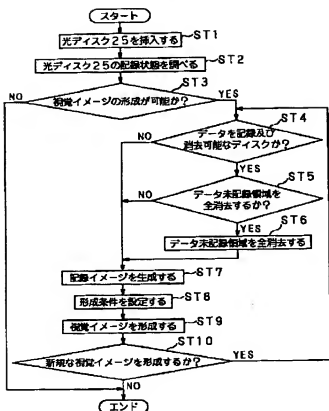 スタート
光ディスク25を挿入する
ST1
光ディスク25の記録状態を調べる
ST2
ST3
NO
視覚イメージの形成が可能か?
YES
ST4
NO
データを記録及び
消去可能なディスクか?
YES
ST5
NO
データ未記録領域を
全消去するか?
YES
ST6
データ未記録領域を全消去する
記録イメージを生成する
ST7
形成条件を設定する
ST8
視覚イメージを形成する
ST9
ST10
新規な視覚イメージを形成するか?
YES
NO
エンド